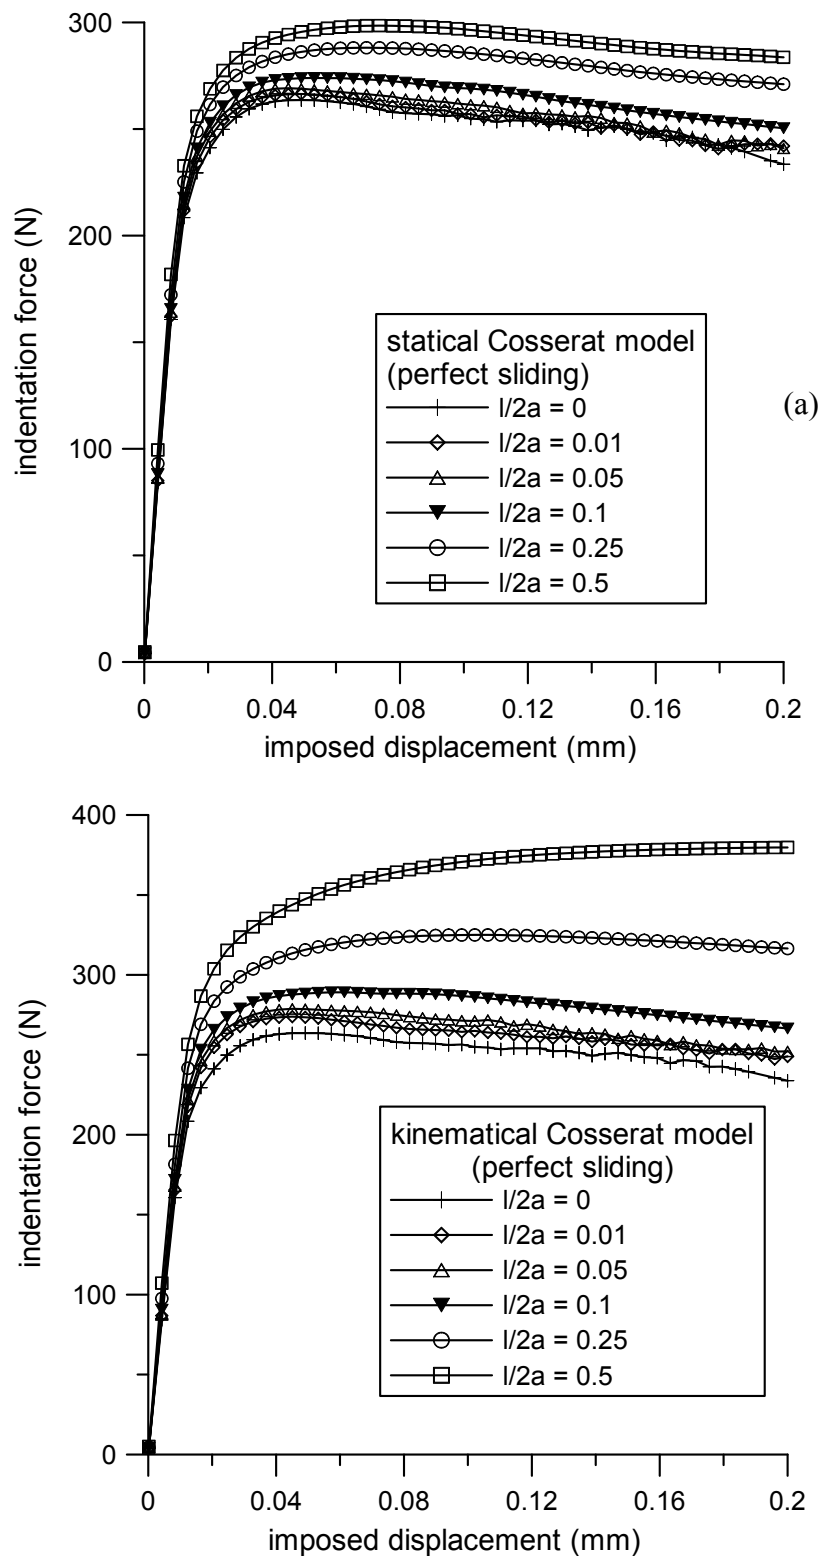 300
200
100
0
indentation force (N)
statical Cosserat model
(perfect sliding)
l/2a = 0
l/2a = 0.01
l/2a = 0.05
l/2a = 0.1
l/2a = 0.25
l/2a = 0.5
(a)
0 0.04 0.08 0.12 0.16 0.2
imposed displacement (mm)
400
300
200
100
0
indentation force (N)
kinematical Cosserat model
(perfect sliding)
l/2a = 0
l/2a = 0.01
l/2a = 0.05
l/2a = 0.1
l/2a = 0.25
l/2a = 0.5
0 0.04 0.08 0.12 0.16 0.2
imposed displacement (mm)